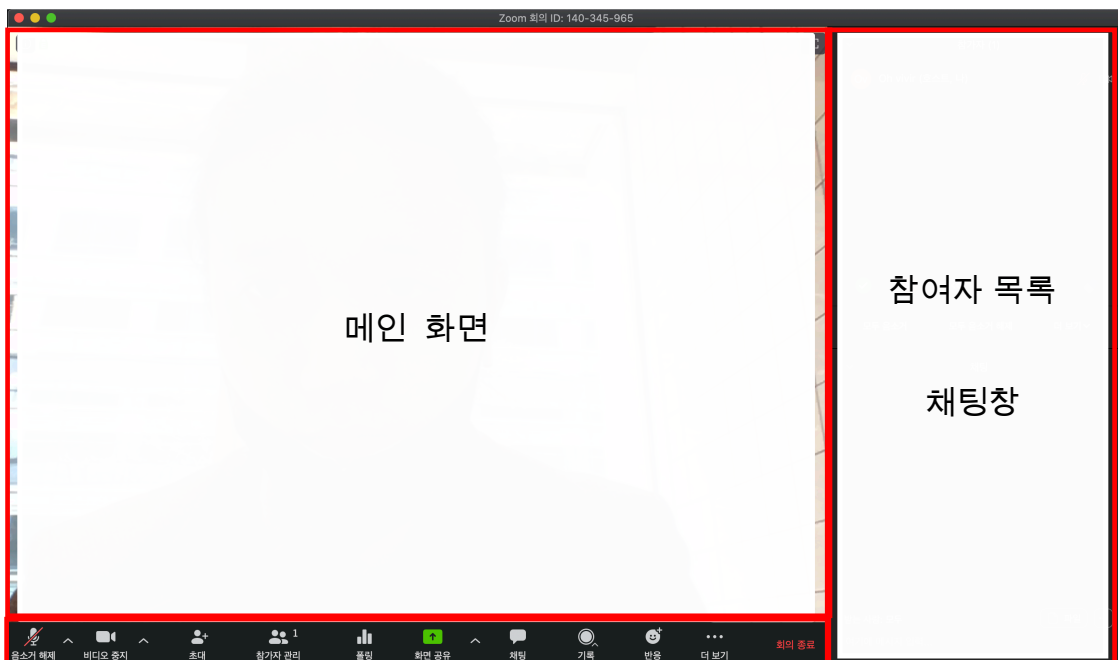 Zoom 회의 ID: 140-345-965
메인 화면
참여자 목록
채팅창
음소거 해제 비디오 중지 초대 참가자 관리 1 폴링 화면 공유 채팅 기록 반응 더 보기 회의 종료